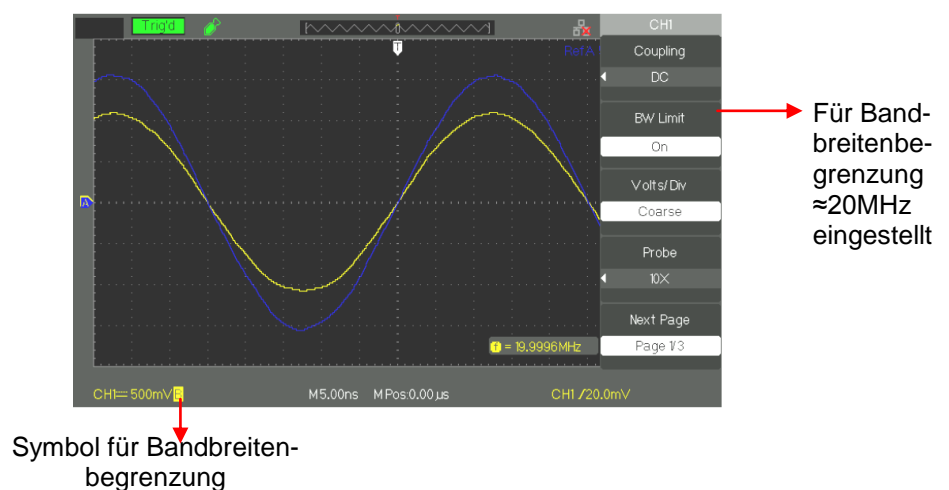 Trig'd
CH1
T
Ref A
Coupling
DC
BW Limit
On
Volts/Div
Coarse
Probe
10X
Next Page
Page 1/3
A
f = 19.9996MHz
CH1 500mV B
M 5.00ns M Pos:0.00µs
CH1 / 20.0mV
Für Band-
breitenbe-
grenzung
≈20MHz
eingestellt
Symbol für Bandbreiten-
begrenzung